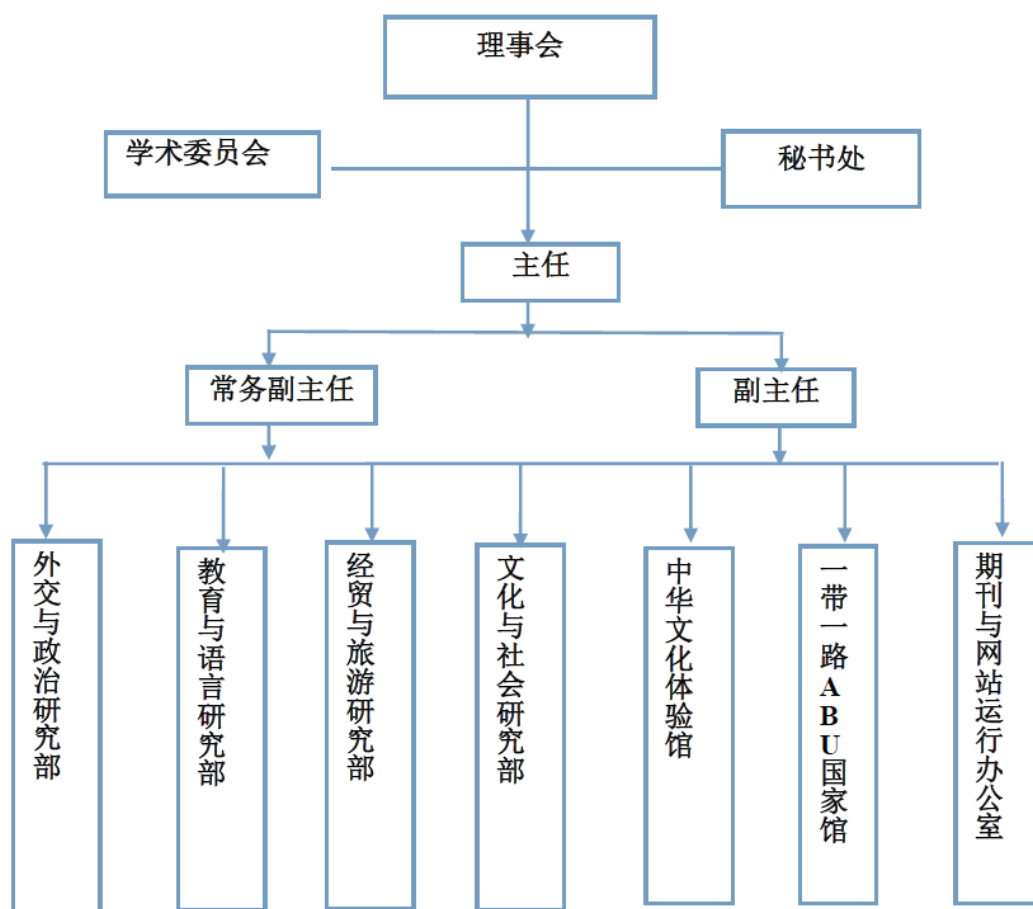 理事会
学术委员会
秘书处
主任
常务副主任
副主任
外交与政治研究部
教育与语言研究部
经贸与旅游研究部
文化与社会研究部
中华文化体验馆
一带一路ABU国家馆
期刊与网站运行办公室